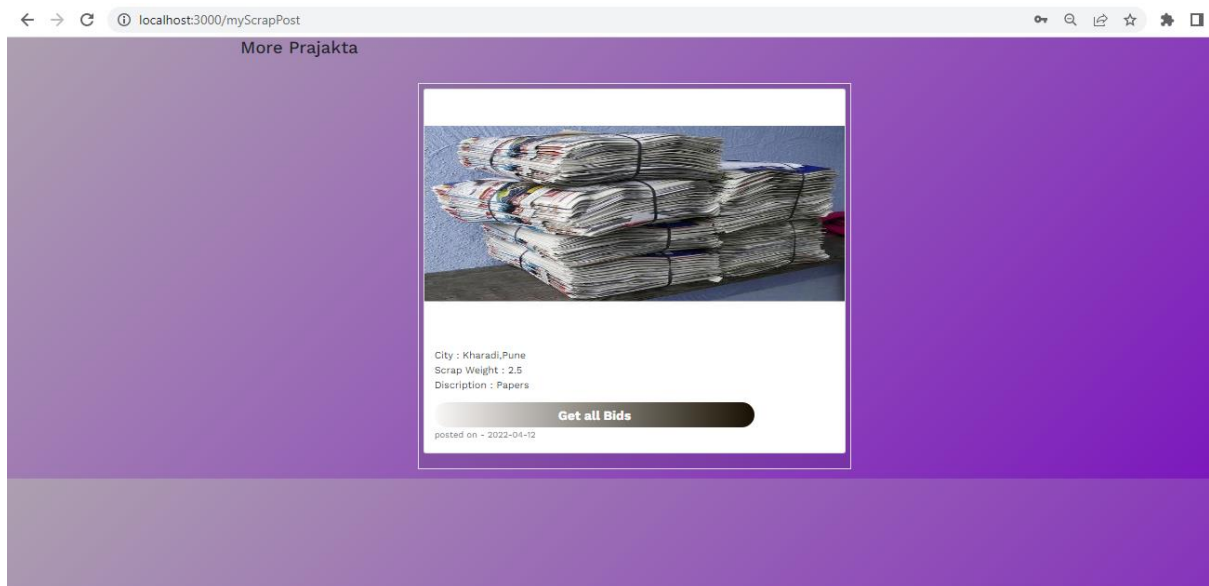 localhost:3000/myScrapPost
More Prajakta
City : Kharadi,Pune
Scrap Weight : 2.5
Discription : Papers
Get all Bids
posted on - 2022-04-12